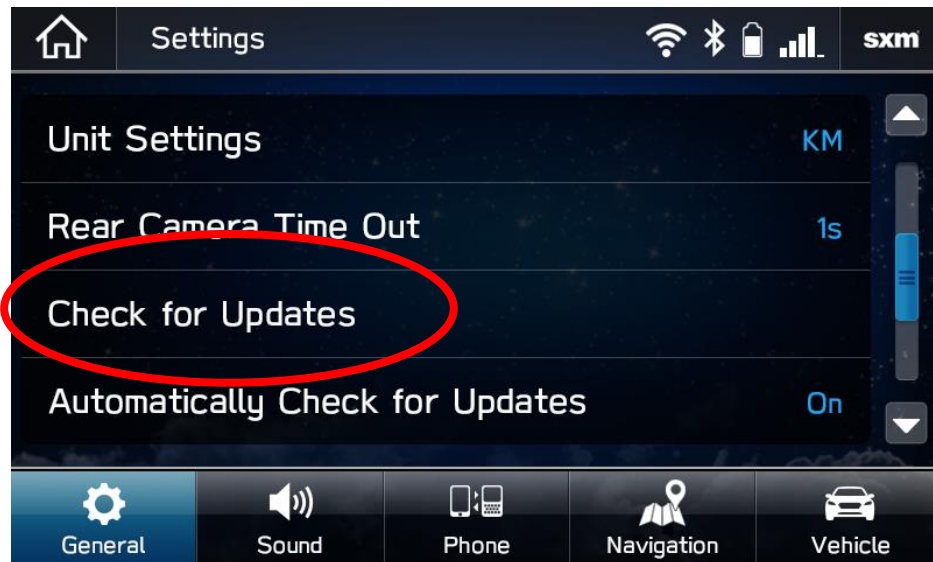 Settings
sxm
Unit Settings KM
Rear Camera Time Out 1s
Check for Updates
Automatically Check for Updates On
General Sound Phone Navigation Vehicle